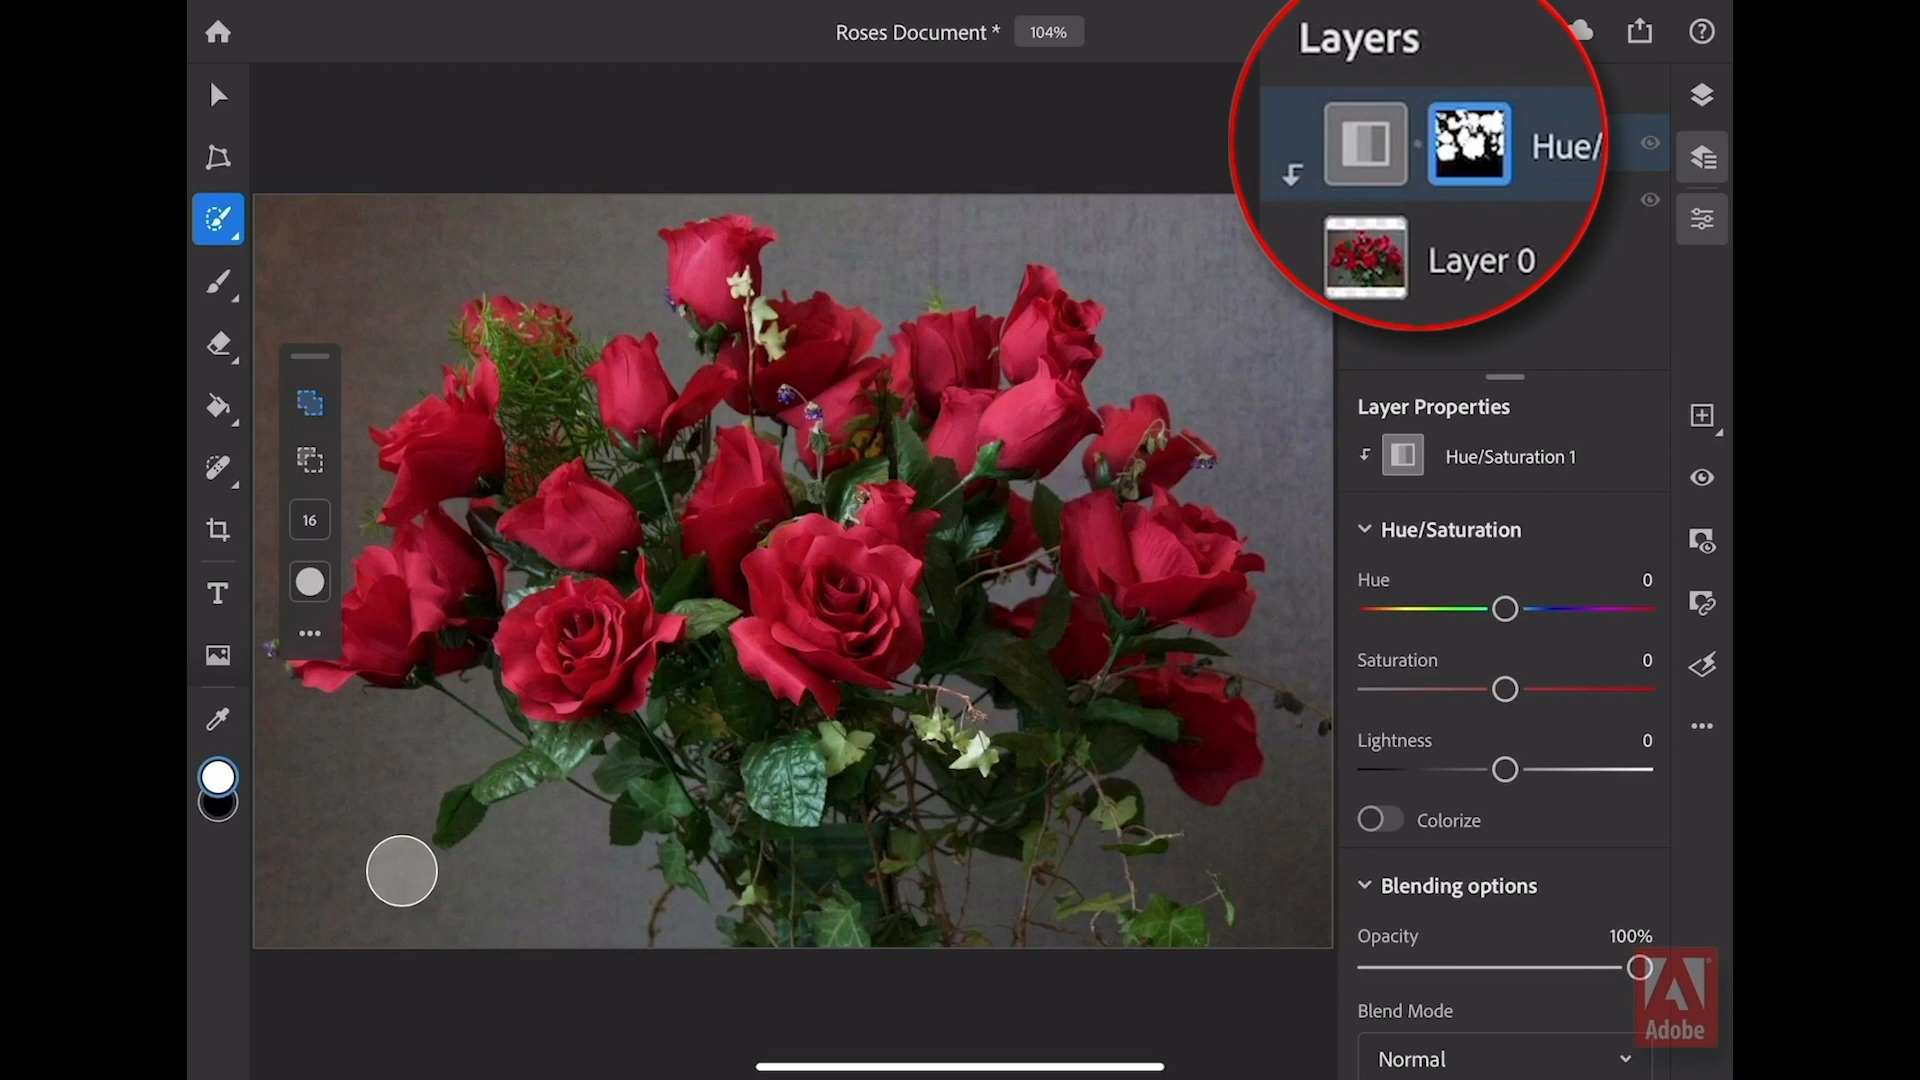 Roses Document *
104%
Layers
Hue/
Layer 0
16
T
Layer Properties
Hue/Saturation 1
Hue/Saturation
Hue 0
Saturation 0
Lightness 0
Colorize
Blending options
Opacity 100%
Blend Mode
Normal
Adobe